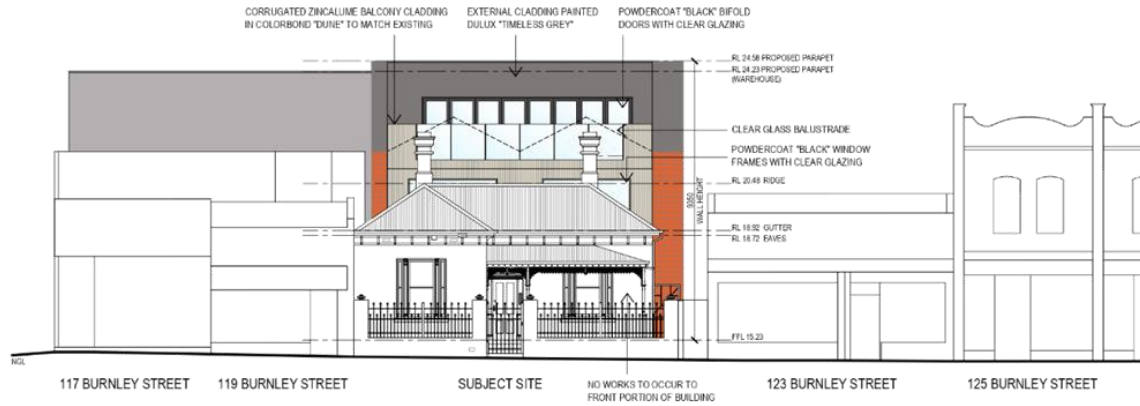 CORRUGATED ZINCALUME BALCONY CLADDING
IN COLORBOND "DUNE" TO MATCH EXISTING
EXTERNAL CLADDING PAINTED
DULUX "TIMELESS GREY"
POWDERCOAT "BLACK" BIFOLD
DOORS WITH CLEAR GLAZING
RL 24.58 PROPOSED PARAPET
RL 24.23 PROPOSED PARAPET
(WAREHOUSE)
CLEAR GLASS BALUSTRADE
POWDERCOAT "BLACK" WINDOW
FRAMES WITH CLEAR GLAZING
RL 20.48 RIDGE
9350
WALL HEIGHT
RL 18.92 GUTTER
RL 18.72 EAVES
FFL 15.23
NGL
117 BURNLEY STREET
119 BURNLEY STREET
SUBJECT SITE
NO WORKS TO OCCUR TO
FRONT PORTION OF BUILDING
123 BURNLEY STREET
125 BURNLEY STREET